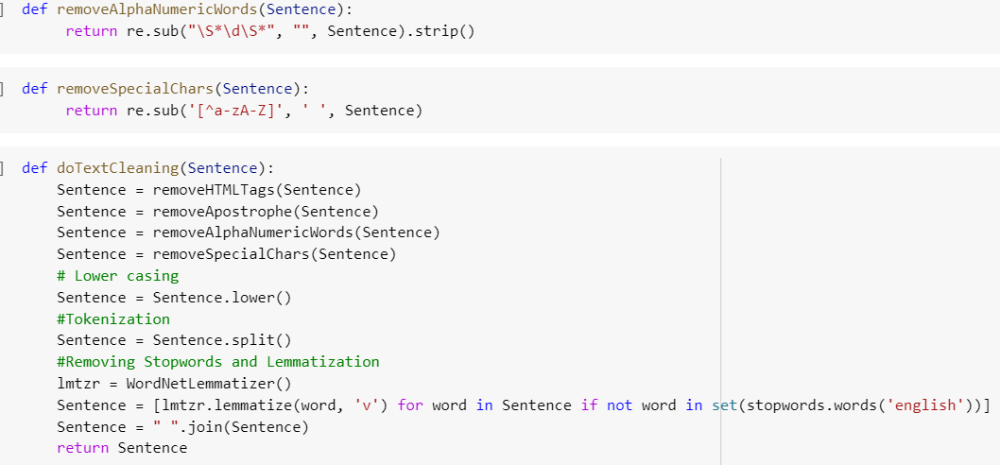 ] def removeAlphaNumericWords(Sentence):
     return re.sub("\S*\d\S*", "", Sentence).strip()
] def removeSpecialChars(Sentence):
     return re.sub('[^a-zA-Z]', ' ', Sentence)
] def doTextCleaning(Sentence):
    Sentence = removeHTMLTags(Sentence)
    Sentence = removeApostrophe(Sentence)
    Sentence = removeAlphaNumericWords(Sentence)
    Sentence = removeSpecialChars(Sentence)
    # Lower casing
    Sentence = Sentence.lower()
    #Tokenization
    Sentence = Sentence.split()
    #Removing Stopwords and Lemmatization
    lmtzr = WordNetLemmatizer()
    Sentence = [lmtzr.lemmatize(word, 'v') for word in Sentence if not word in set(stopwords.words('english'))]
    Sentence = " ".join(Sentence)
    return Sentence